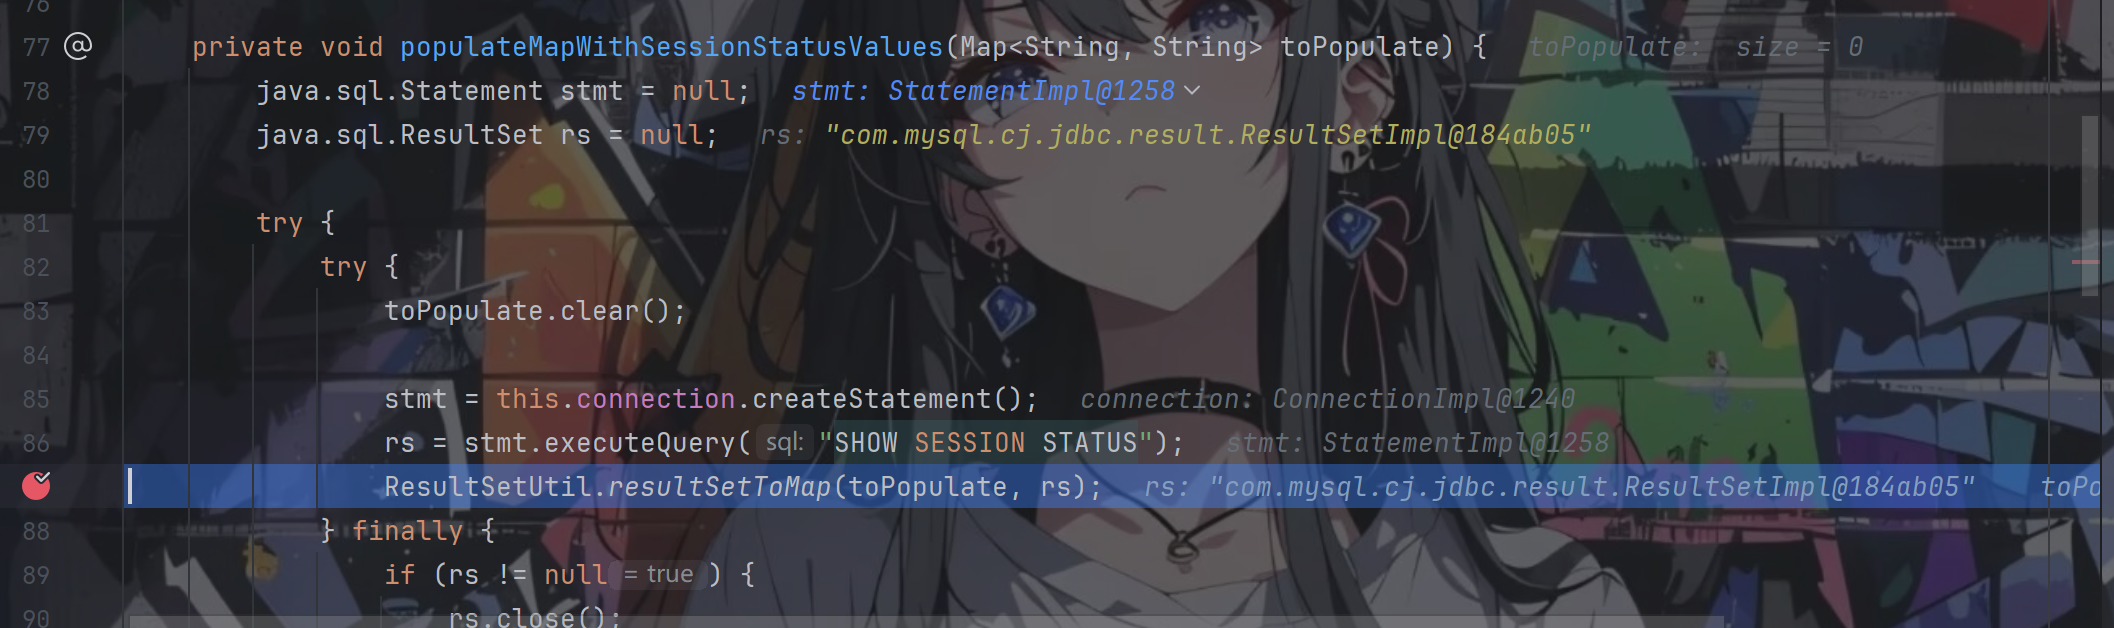 76
77 @ private void populateMapWithSessionStatusValues(Map<String, String> toPopulate) { toPopulate: size = 0
78 java.sql.Statement stmt = null; stmt: StatementImpl@1258
79 java.sql.ResultSet rs = null; rs: "com.mysql.cj.jdbc.result.ResultSetImpl@184ab05"
80
81 try {
82 try {
83 toPopulate.clear();
84
85 stmt = this.connection.createStatement(); connection: ConnectionImpl@1240
86 rs = stmt.executeQuery( sql: "SHOW SESSION STATUS"); stmt: StatementImpl@1258
ResultSetUtil.resultSetToMap(toPopulate, rs); rs: "com.mysql.cj.jdbc.result.ResultSetImpl@184ab05" toPo
88 } finally {
89 if (rs != null = true ) {
90 rs.close();